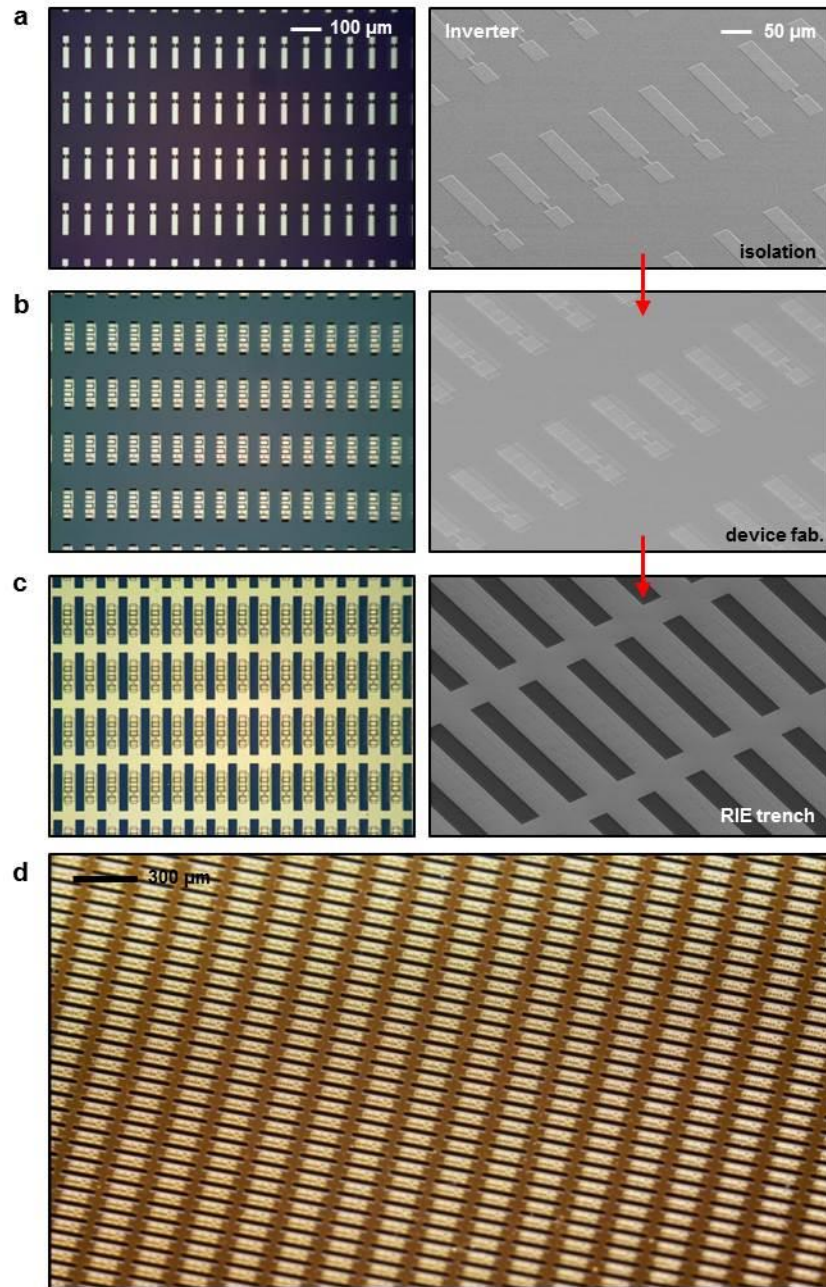 a
100 µm
Inverter
50 µm
isolation
b
device fab.
c
RIE trench
d
300 µm